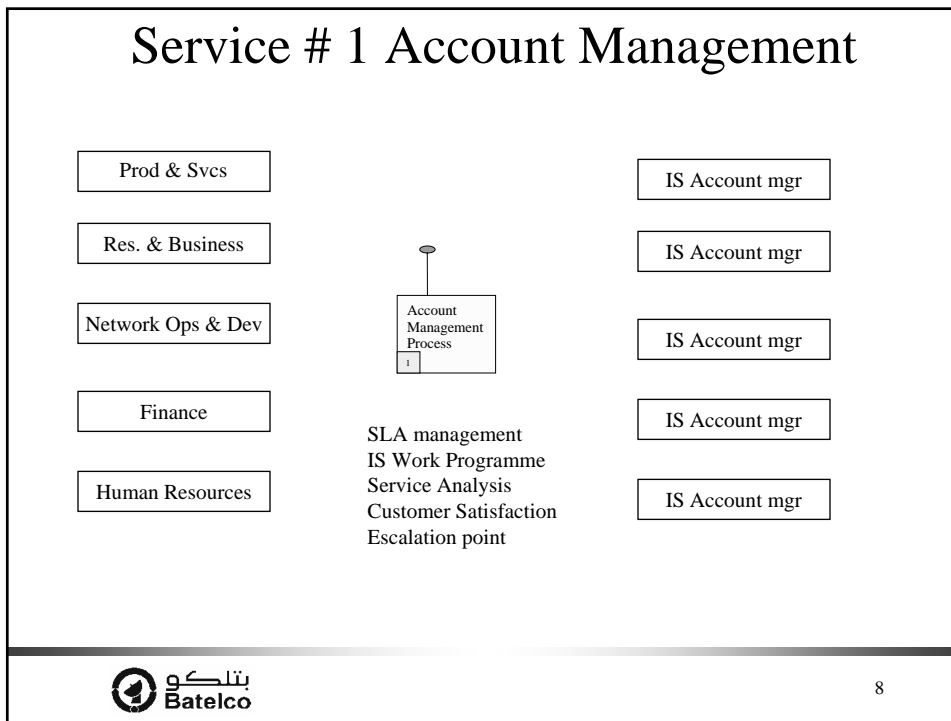 Service # 1 Account Management
Prod & Svcs
Res. & Business
Network Ops & Dev
Finance
Human Resources
Account
Management
Process
1
SLA management
IS Work Programme
Service Analysis
Customer Satisfaction
Escalation point
IS Account mgr
IS Account mgr
IS Account mgr
IS Account mgr
IS Account mgr
بتلكو
Batelco
8